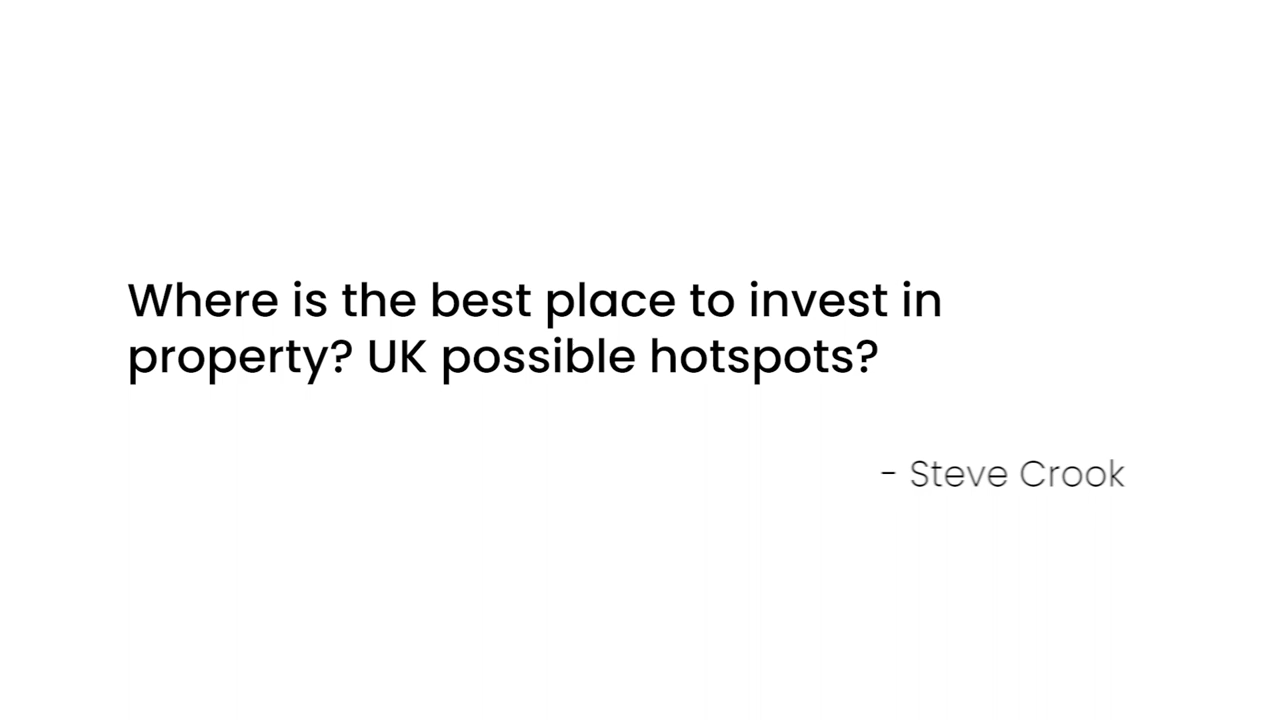 Where is the best place to invest in
property? UK possible hotspots?
- Steve Crook